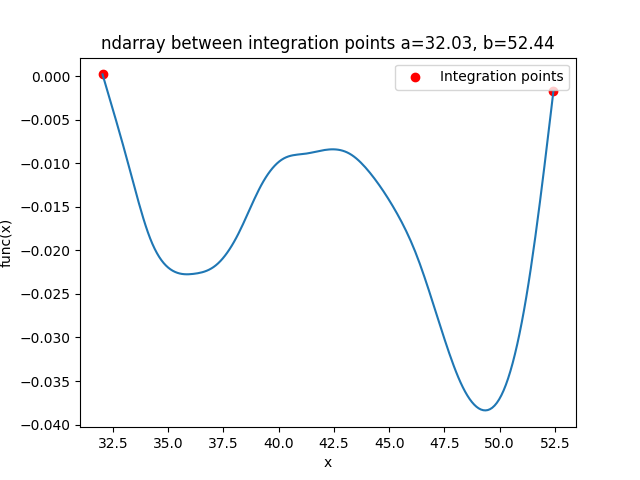 ndarray between integration points a=32.03, b=52.44
Integration points
0.000
−0.005
−0.010
−0.015
−0.020
−0.025
−0.030
−0.035
−0.040
func(x)
32.5 35.0 37.5 40.0 42.5 45.0 47.5 50.0 52.5
x